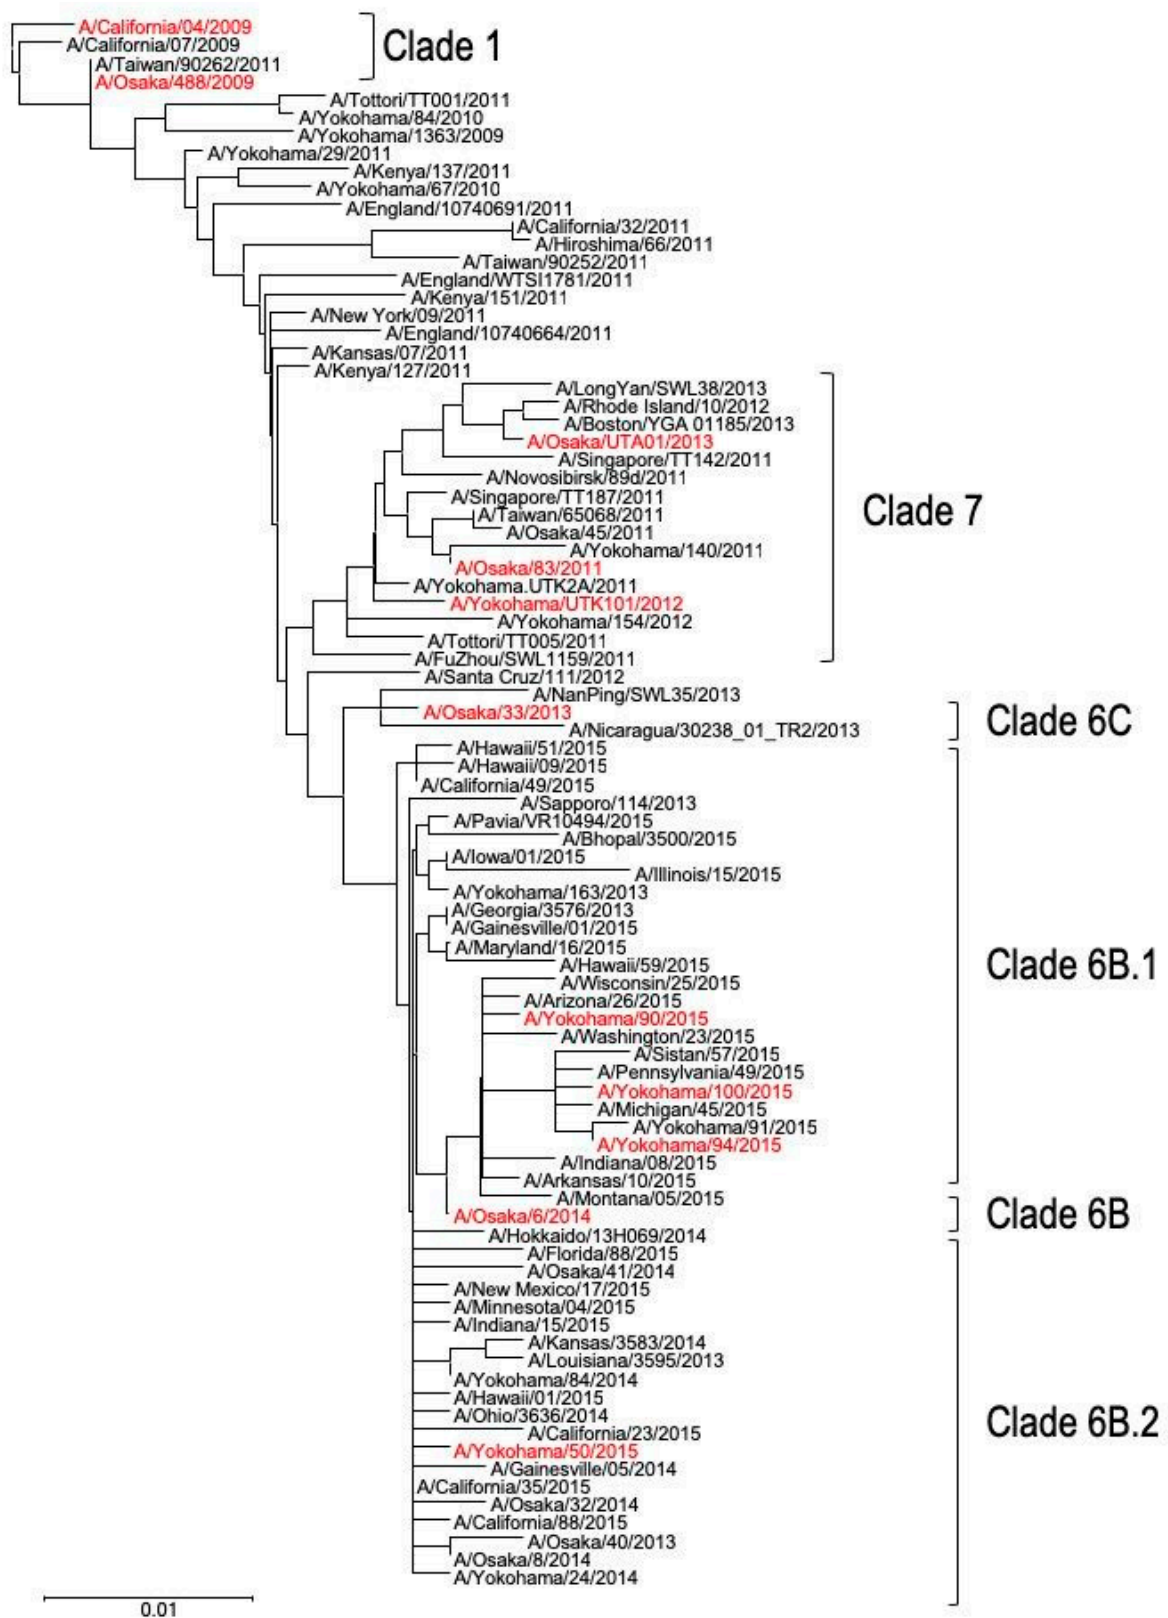 A/California/04/2009
A/California/07/2009
Clade 1
A/Taiwan/90262/2011
A/Osaka/488/2009
A/Tottori/TT001/2011
A/Yokohama/84/2010
A/Yokohama/1363/2009
A/Yokohama/29/2011
A/Kenya/137/2011
A/Yokohama/67/2010
A/England/10740691/2011
A/California/32/2011
A/Hiroshima/66/2011
A/Taiwan/90252/2011
A/England/WTSI1781/2011
A/Kenya/151/2011
A/New York/09/2011
A/England/10740664/2011
A/Kansas/07/2011
A/Kenya/127/2011
A/LongYan/SWL38/2013
A/Rhode Island/10/2012
A/Boston/YGA 01185/2013
A/Osaka/UTA01/2013
A/Singapore/TT142/2011
A/Novosibirsk/89d/2011
A/Singapore/TT187/2011
Clade 7
A/Taiwan/65068/2011
A/Osaka/45/2011
A/Yokohama/140/2011
A/Osaka/83/2011
A/Yokohama.UTK2A/2011
A/Yokohama/UTK101/2012
A/Yokohama/154/2012
A/Tottori/TT005/2011
A/FuZhou/SWL1159/2011
A/Santa Cruz/111/2012
A/NanPing/SWL35/2013
A/Osaka/33/2013
Clade 6C
A/Nicaragua/30238_01_TR2/2013
A/Hawaii/51/2015
A/Hawaii/09/2015
A/California/49/2015
A/Sapporo/114/2013
A/Pavia/VR10494/2015
A/Bhopal/3500/2015
A/Iowa/01/2015
A/Illinois/15/2015
A/Yokohama/163/2013
A/Georgia/3576/2013
A/Gainesville/01/2015
A/Maryland/16/2015
A/Hawaii/59/2015
Clade 6B.1
A/Wisconsin/25/2015
A/Arizona/26/2015
A/Yokohama/90/2015
A/Washington/23/2015
A/Sistan/57/2015
A/Pennsylvania/49/2015
A/Yokohama/100/2015
A/Michigan/45/2015
A/Yokohama/91/2015
A/Yokohama/94/2015
A/Indiana/08/2015
A/Arkansas/10/2015
A/Montana/05/2015
A/Osaka/6/2014
Clade 6B
A/Hokkaido/13H069/2014
A/Florida/88/2015
A/Osaka/41/2014
A/New Mexico/17/2015
A/Minnesota/04/2015
A/Indiana/15/2015
A/Kansas/3583/2014
A/Louisiana/3595/2013
A/Yokohama/84/2014
A/Hawaii/01/2015
A/Ohio/3636/2014
Clade 6B.2
A/California/23/2015
A/Yokohama/50/2015
A/Gainesville/05/2014
A/California/35/2015
A/Osaka/32/2014
A/California/88/2015
A/Osaka/40/2013
A/Osaka/8/2014
A/Yokohama/24/2014
0.01